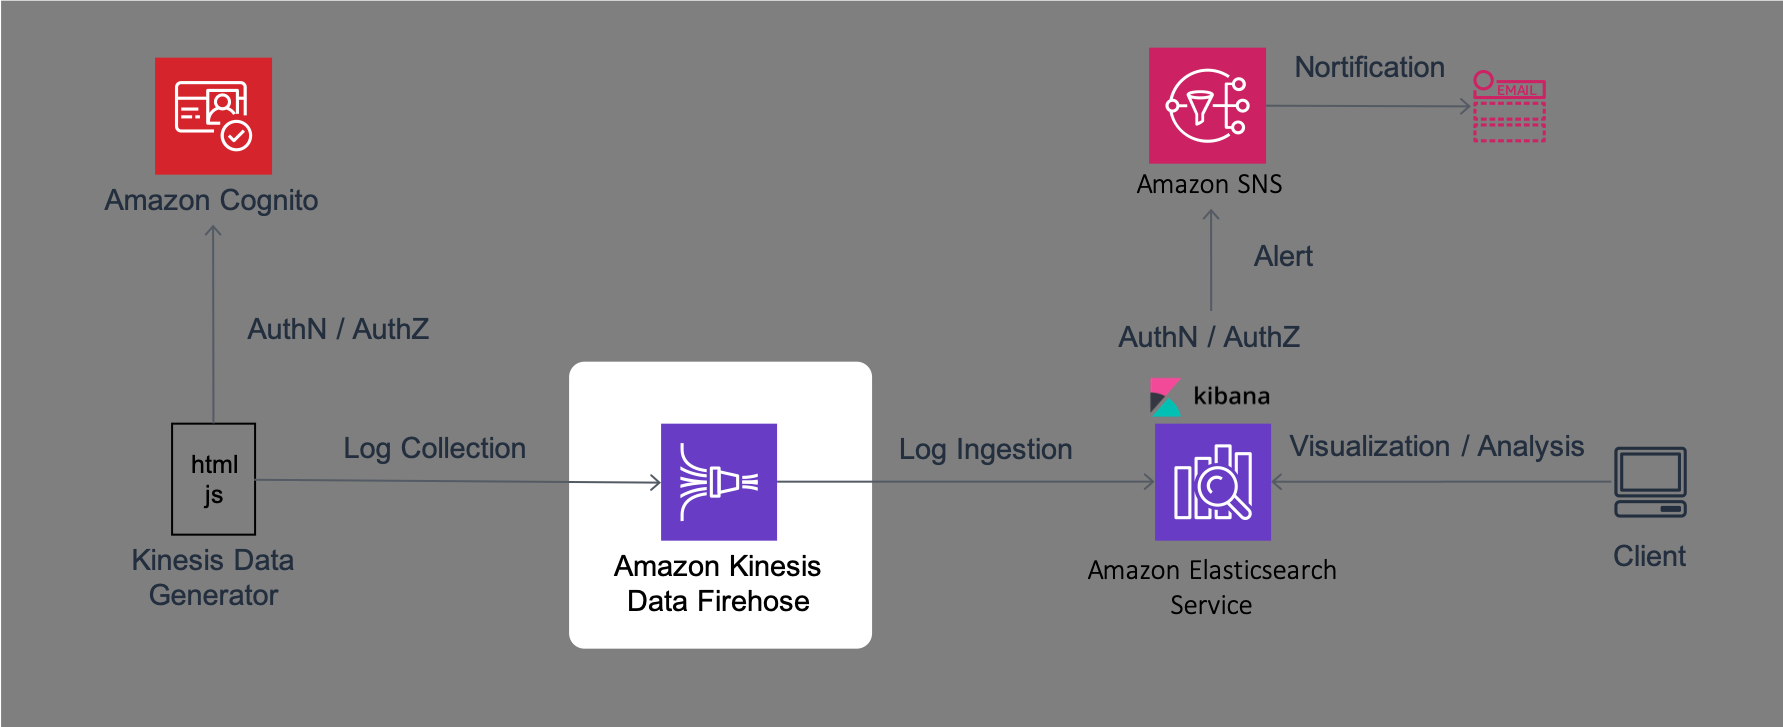 Nortification
EMAIL
Amazon Cognito
Amazon SNS
Alert
AuthN / AuthZ
AuthN / AuthZ
kibana
html
js
Log Collection
Log Ingestion
Visualization / Analysis
Kinesis Data
Generator
Amazon Kinesis
Data Firehose
Amazon Elasticsearch
Service
Client